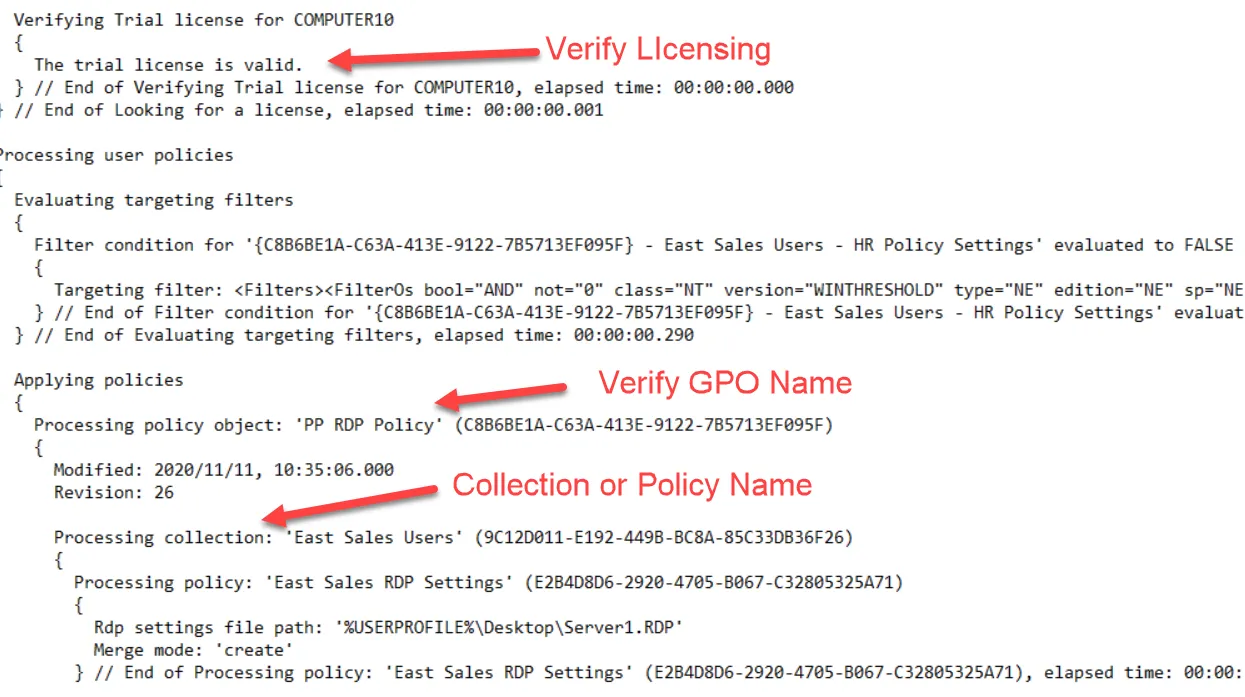 Verifying Trial license for COMPUTER10
{
Verify LIcensing
The trial license is valid.
} // End of Verifying Trial license for COMPUTER10, elapsed time: 00:00:00.000
} // End of Looking for a license, elapsed time: 00:00:00.001
Processing user policies
{
Evaluating targeting filters
{
Filter condition for '{C8B6BE1A-C63A-413E-9122-7B5713EF095F} - East Sales Users - HR Policy Settings' evaluated to FALSE
{
Targeting filter: <Filters><FilterOs bool="AND" not="0" class="NT" version="WINTHRESHOLD" type="NE" edition="NE" sp="NE
} // End of Filter condition for '{C8B6BE1A-C63A-413E-9122-7B5713EF095F} - East Sales Users - HR Policy Settings' evaluat
} // End of Evaluating targeting filters, elapsed time: 00:00:00.290
Applying policies
Verify GPO Name
{
Processing policy object: 'PP RDP Policy' (C8B6BE1A-C63A-413E-9122-7B5713EF095F)
{
Modified: 2020/11/11, 10:35:06.000
Collection or Policy Name
Revision: 26
Processing collection: 'East Sales Users' (9C12D011-E192-449B-BC8A-85C33DB36F26)
{
Processing policy: 'East Sales RDP Settings' (E2B4D8D6-2920-4705-B067-C32805325A71)
{
Rdp settings file path: '%USERPROFILE%\Desktop\Server1.RDP'
Merge mode: 'create'
} // End of Processing policy: 'East Sales RDP Settings' (E2B4D8D6-2920-4705-B067-C32805325A71), elapsed time: 00:00: